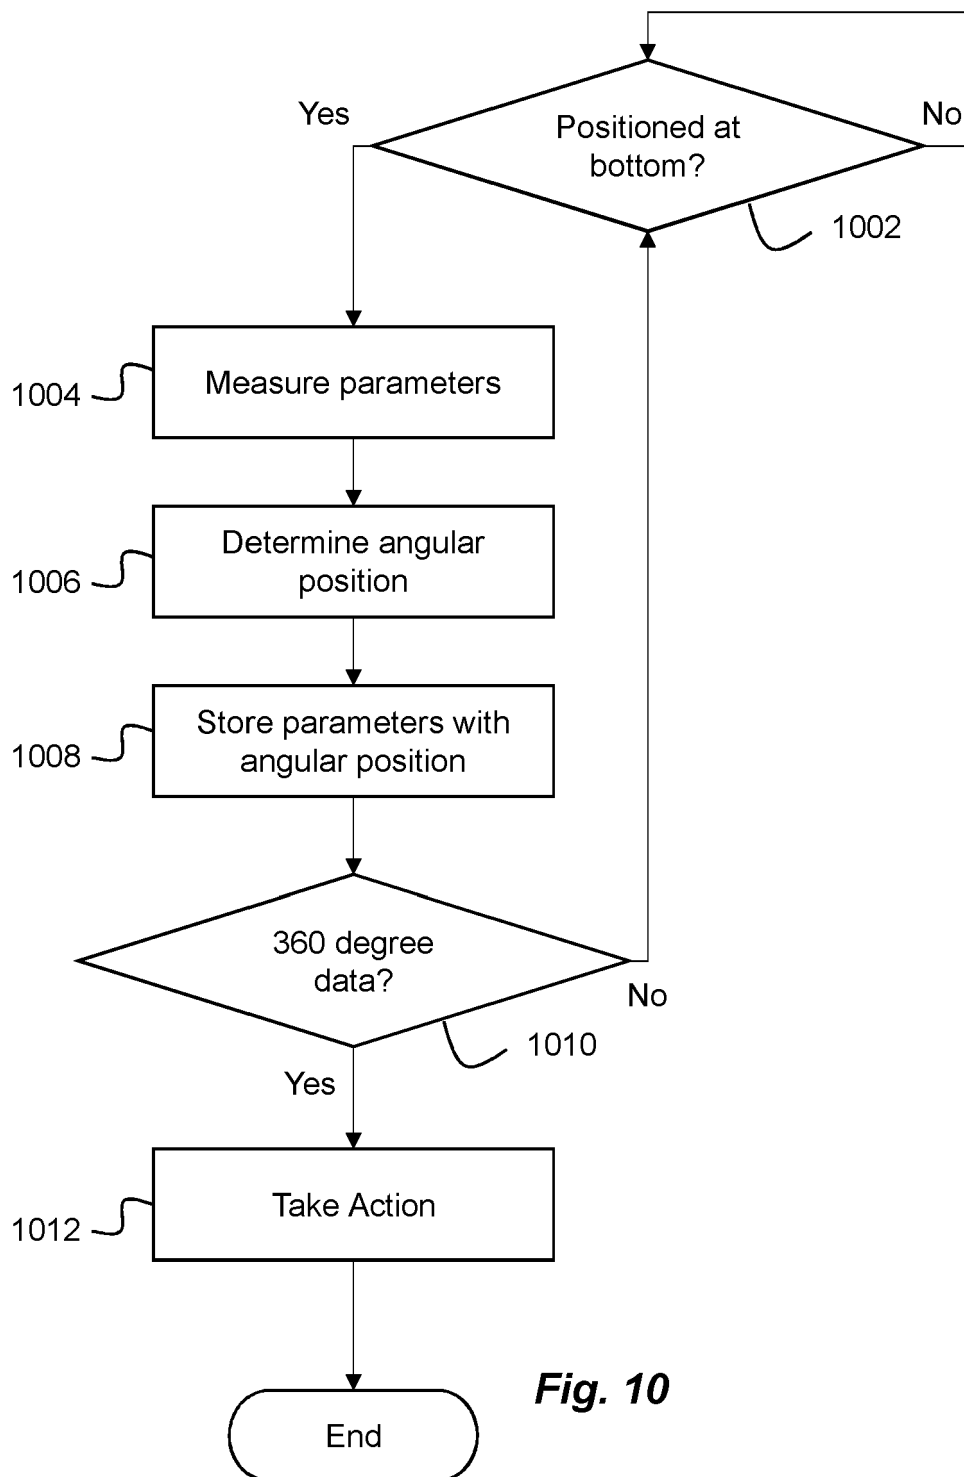 Yes
Positioned at
bottom?
No
1002
1004
Measure parameters
1006
Determine angular
position
1008
Store parameters with
angular position
360 degree
data?
No
1010
Yes
1012
Take Action
Fig. 10
End